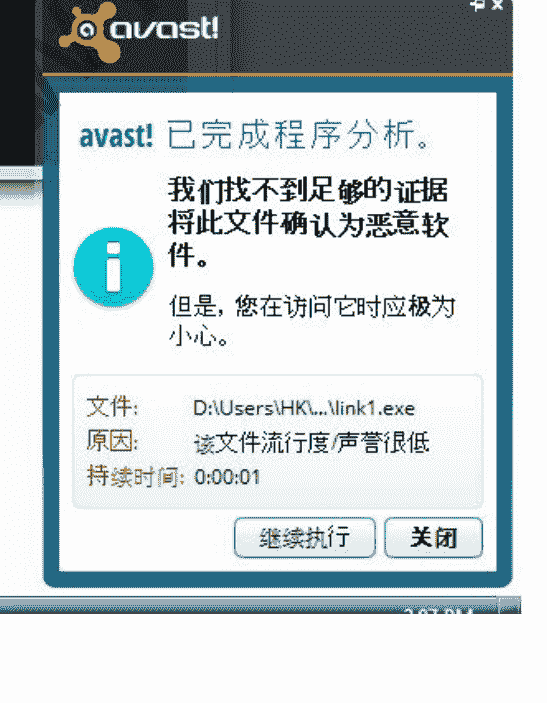 avast!
avast! 已完成程序分析。
我们找不到足够的证据
将此文件确认为恶意软
件。
但是，您在访问它时应极为
小心。
文件: D:\Users\HK\...\link1.exe
原因: 该文件流行度/声誉很低
持续时间: 0:00:01
继续执行 关闭